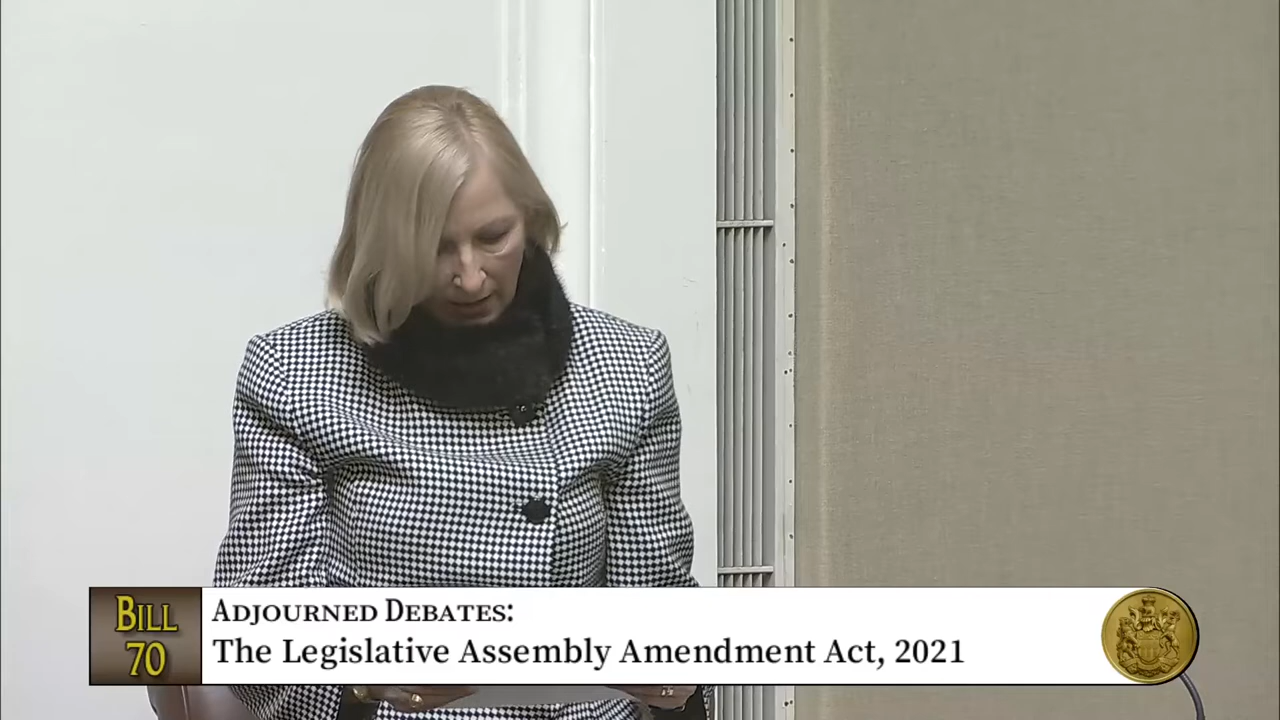 BILL
70
ADJOURNED DEBATES:
The Legislative Assembly Amendment Act, 2021